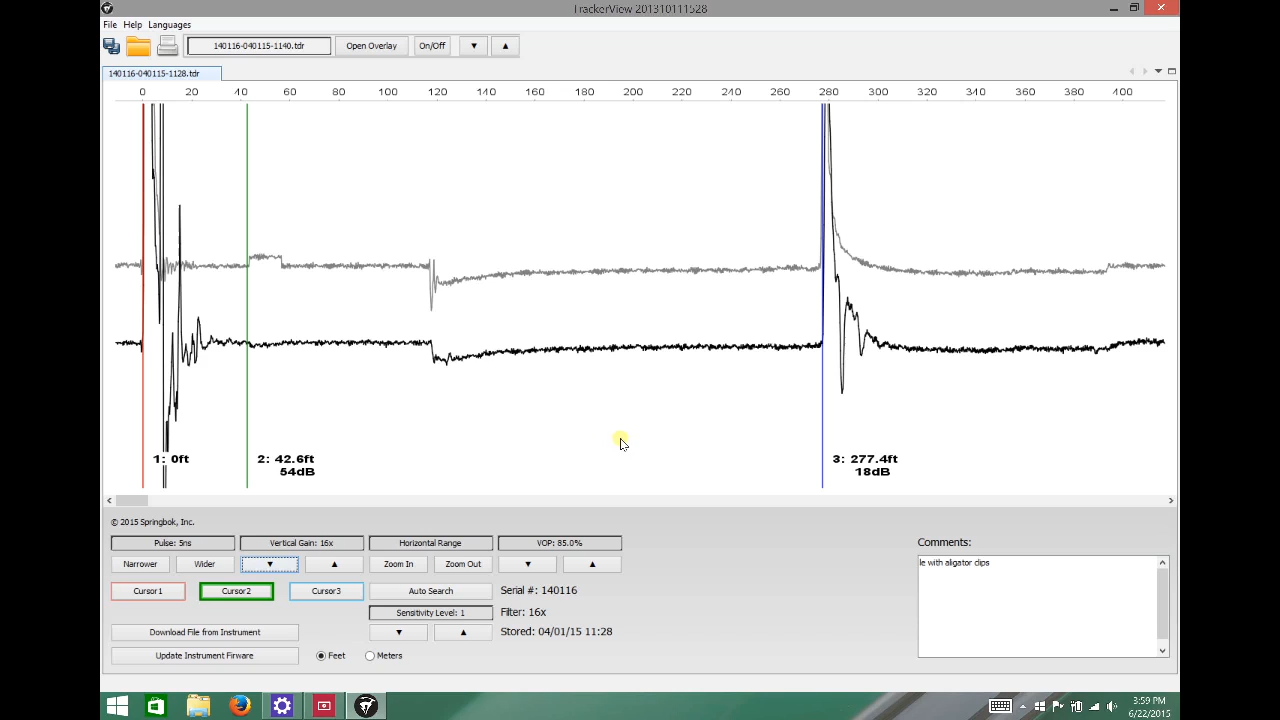 TrackerView 201310111528
File Help Languages
140116-040115-1140.tdr Open Overlay On/Off ▼ ▲
140116-040115-1128.tdr
0 20 40 60 80 100 120 140 160 180 200 220 240 260 280 300 320 340 360 380 400
1: 0ft 2: 42.6ft 3: 277.4ft
54dB 18dB
© 2015 Springbok, Inc.
Pulse: 5ns Vertical Gain: 16x Horizontal Range VOP: 85.0% Comments:
Narrower Wider ▼ ▲ Zoom In Zoom Out ▼ ▲ le with aligator clips
Cursor1 Cursor2 Cursor3 Auto Search Serial #: 140116
Sensitivity Level: 1 Filter: 16x
Download File from Instrument ▼ ▲ Stored: 04/01/15 11:28
Update Instrument Firware Feet Meters
3:59 PM
6/22/2015